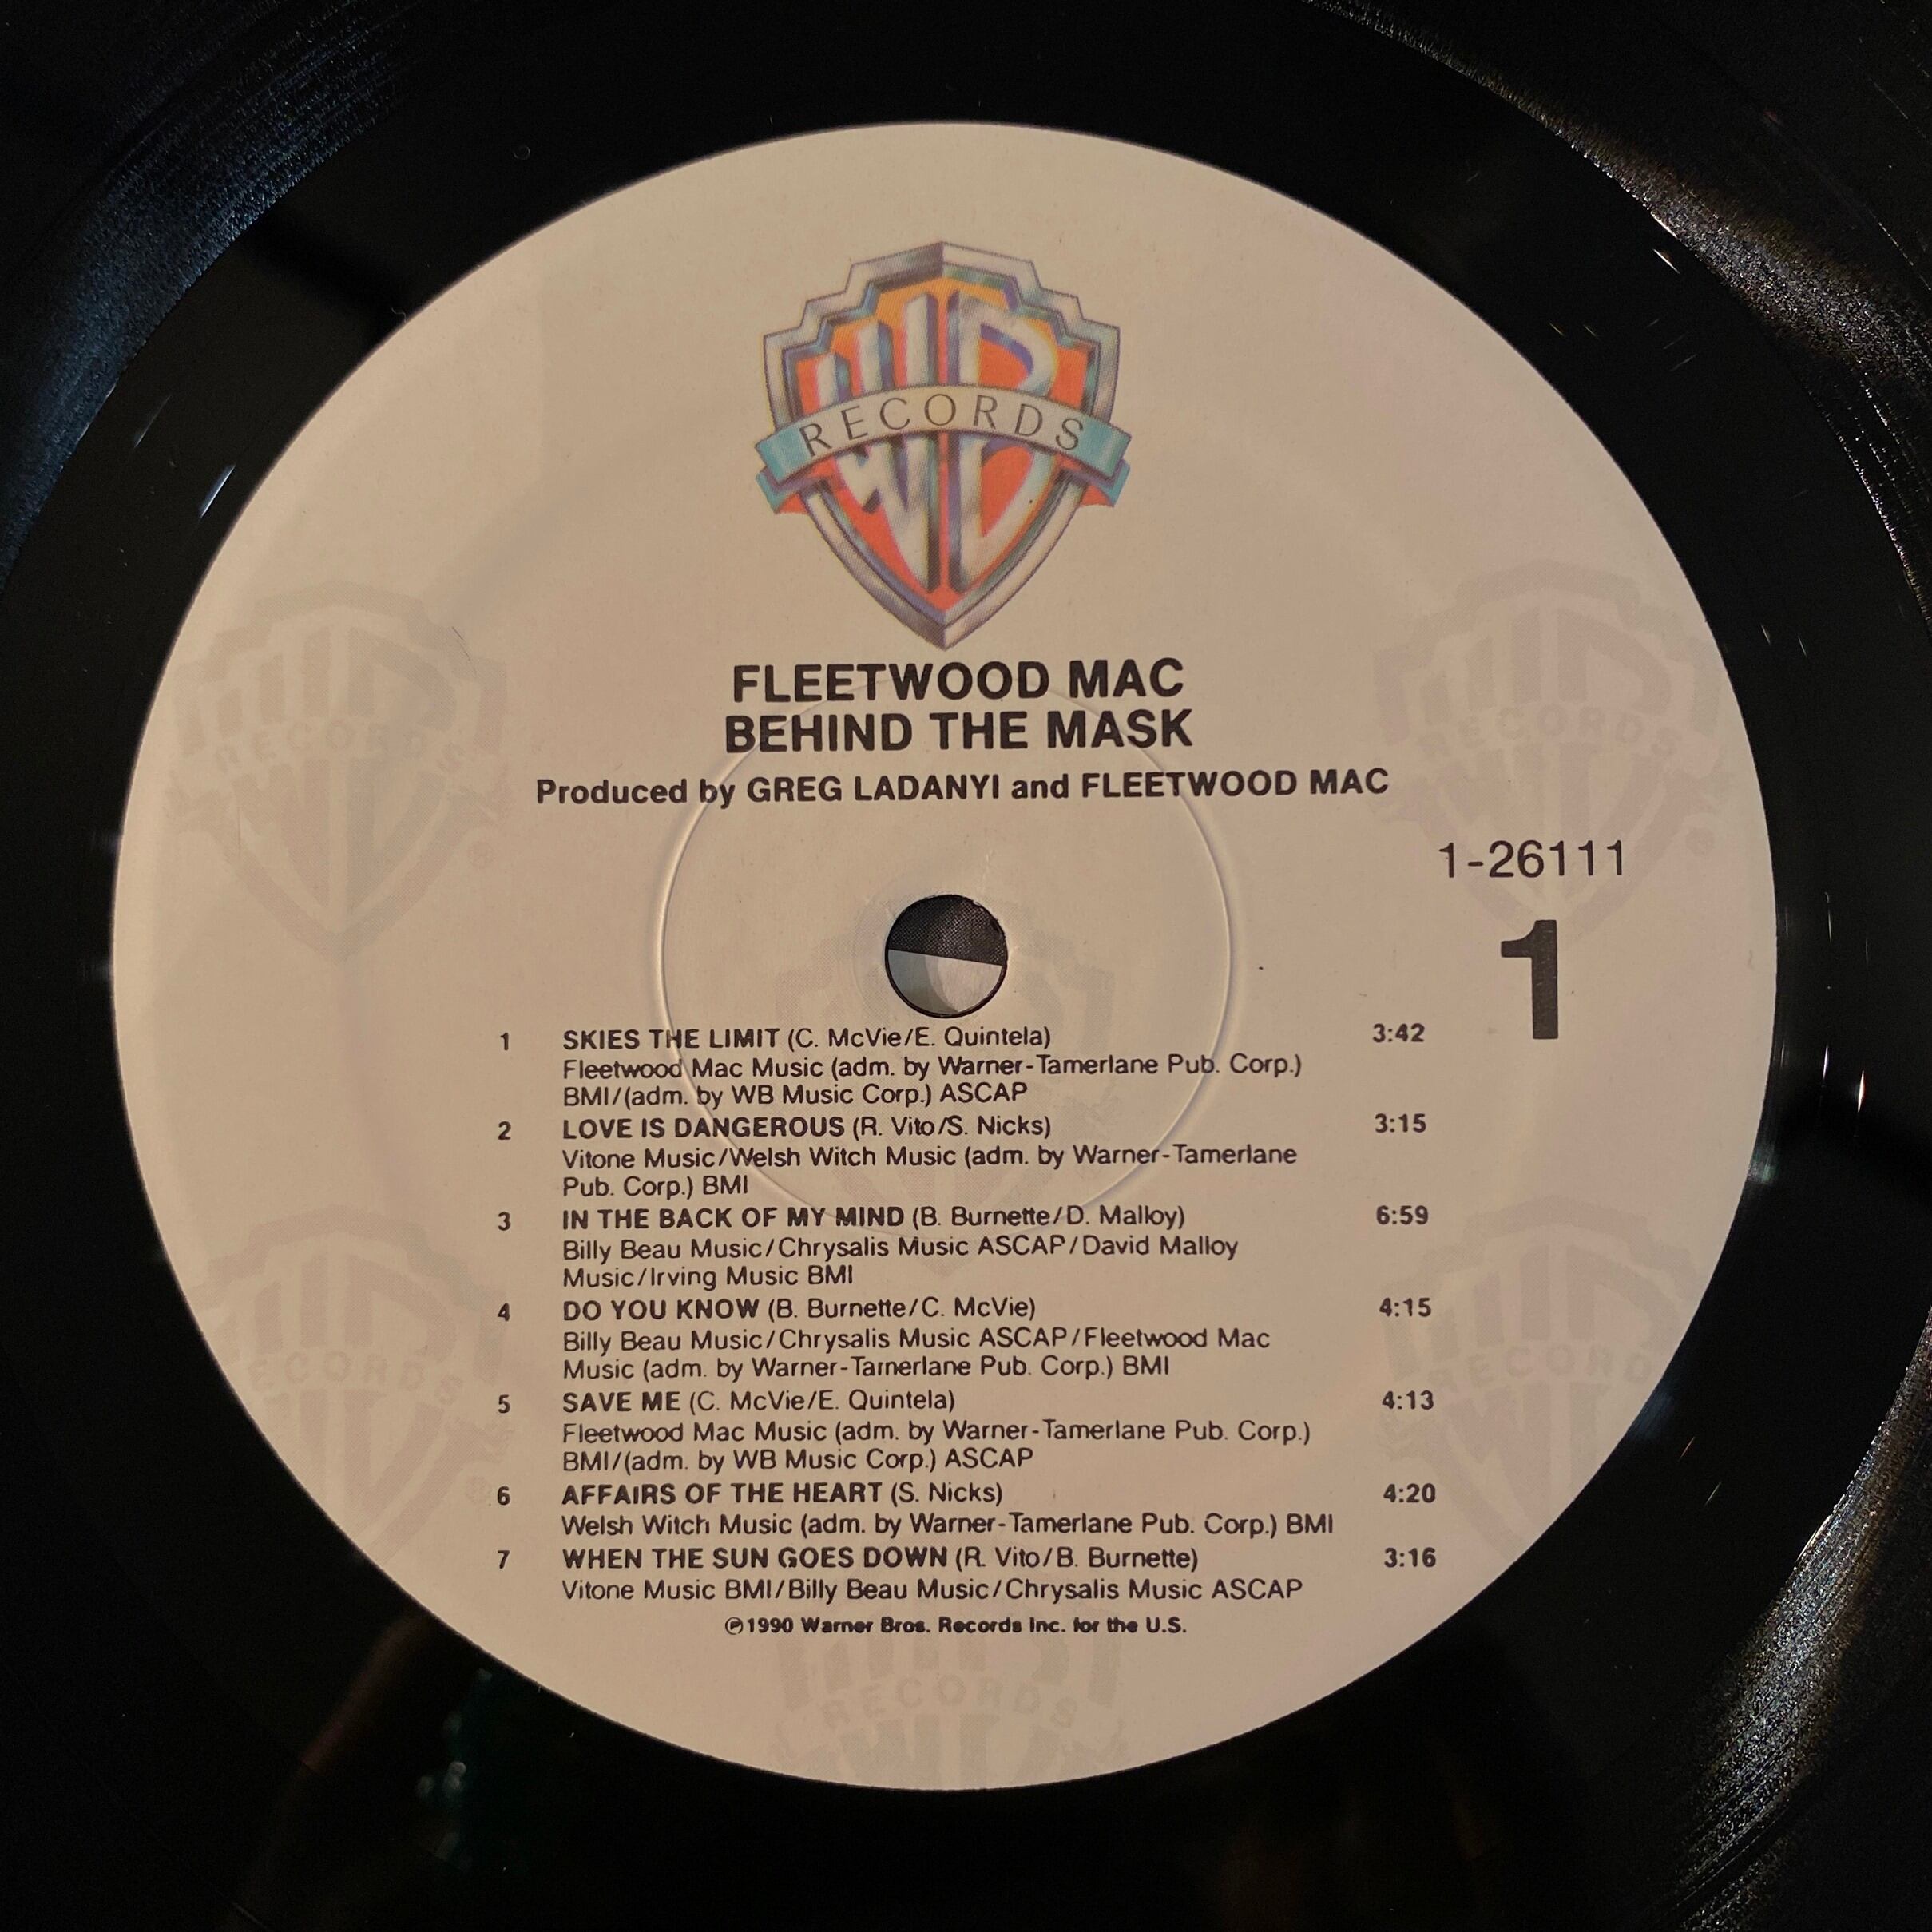 WB
RECORDS
FLEETWOOD MAC
BEHIND THE MASK
Produced by GREG LADANYI and FLEETWOOD MAC
1-26111
1
1 SKIES THE LIMIT (C. McVie/E. Quintela) 3:42
Fleetwood Mac Music (adm. by Warner-Tamerlane Pub. Corp.)
BMI/(adm. by WB Music Corp.) ASCAP
2 LOVE IS DANGEROUS (R. Vito/S. Nicks) 3:15
Vitone Music/Welsh Witch Music (adm. by Warner-Tamerlane
Pub. Corp.) BMI
3 IN THE BACK OF MY MIND (B. Burnette/D. Malloy) 6:59
Billy Beau Music/Chrysalis Music ASCAP/David Malloy
Music/Irving Music BMI
4 DO YOU KNOW (B. Burnette/C. McVie) 4:15
Billy Beau Music/Chrysalis Music ASCAP/Fleetwood Mac
Music (adm. by Warner-Tamerlane Pub. Corp.) BMI
5 SAVE ME (C. McVie/E. Quintela) 4:13
Fleetwood Mac Music (adm. by Warner-Tamerlane Pub. Corp.)
BMI/(adm. by WB Music Corp.) ASCAP
6 AFFAIRS OF THE HEART (S. Nicks) 4:20
Welsh Witch Music (adm. by Warner-Tamerlane Pub. Corp.) BMI
7 WHEN THE SUN GOES DOWN (R. Vito/B. Burnette) 3:16
Vitone Music BMI/Billy Beau Music/Chrysalis Music ASCAP
℗1990 Warner Bros. Records Inc. for the U.S.